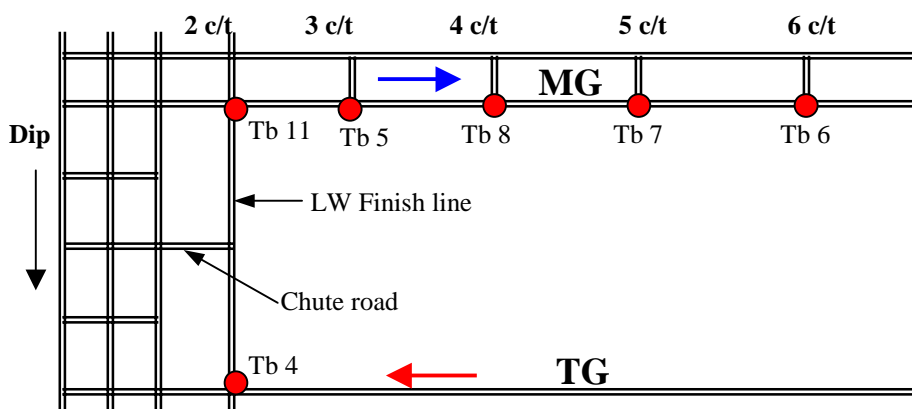 2 c/t 3 c/t 4 c/t 5 c/t 6 c/t
MG
Tb 11 Tb 5 Tb 8 Tb 7 Tb 6
Dip
LW Finish line
Chute road
Tb 4
TG